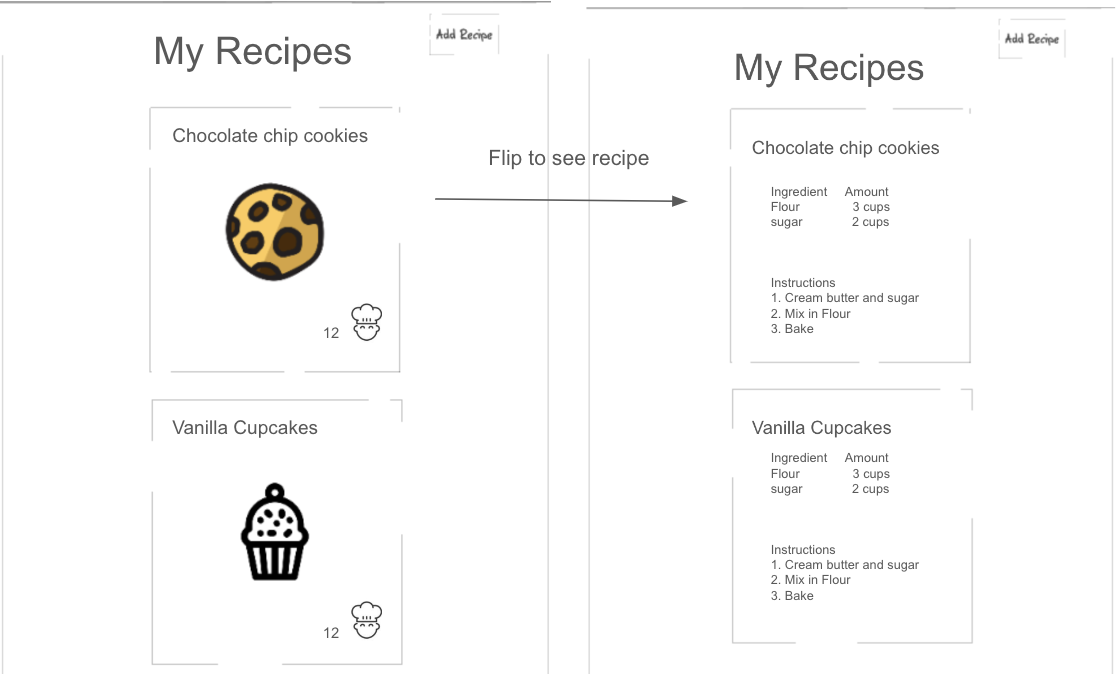 Add Recipe
My Recipes
Chocolate chip cookies
12
Vanilla Cupcakes
12
Flip to see recipe
Add Recipe
My Recipes
Chocolate chip cookies
Ingredient Amount
Flour 3 cups
sugar 2 cups
Instructions
1. Cream butter and sugar
2. Mix in Flour
3. Bake
Vanilla Cupcakes
Ingredient Amount
Flour 3 cups
sugar 2 cups
Instructions
1. Cream butter and sugar
2. Mix in Flour
3. Bake